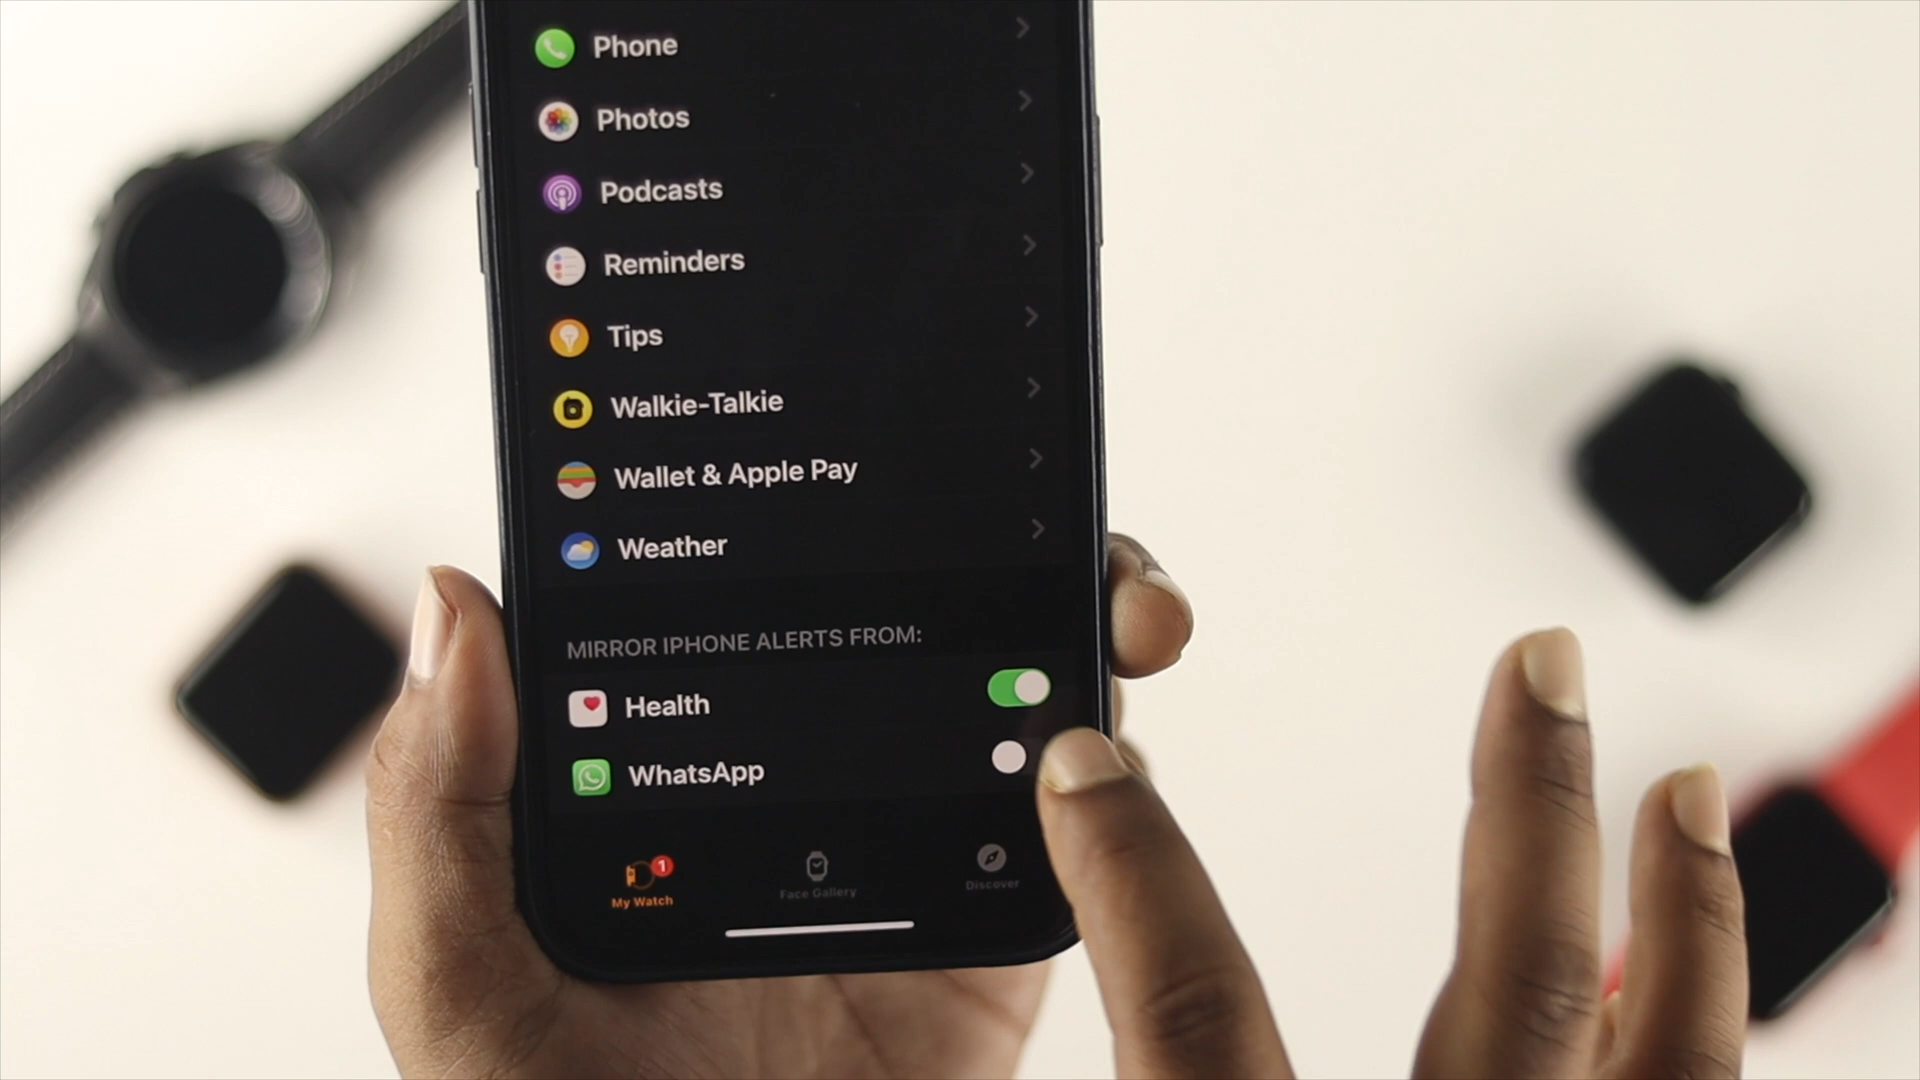 Phone
Photos
Podcasts
Reminders
Tips
Walkie-Talkie
Wallet & Apple Pay
Weather
MIRROR IPHONE ALERTS FROM:
Health
WhatsApp
1
My Watch
Face Gallery
Discover